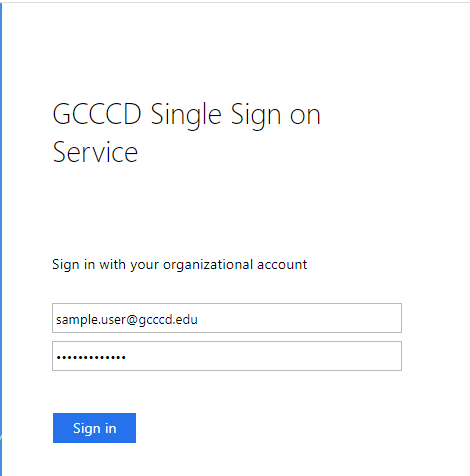 GCCCD Single Sign on
Service
Sign in with your organizational account
sample.user@gcccd.edu
•••••••••••••
Sign in